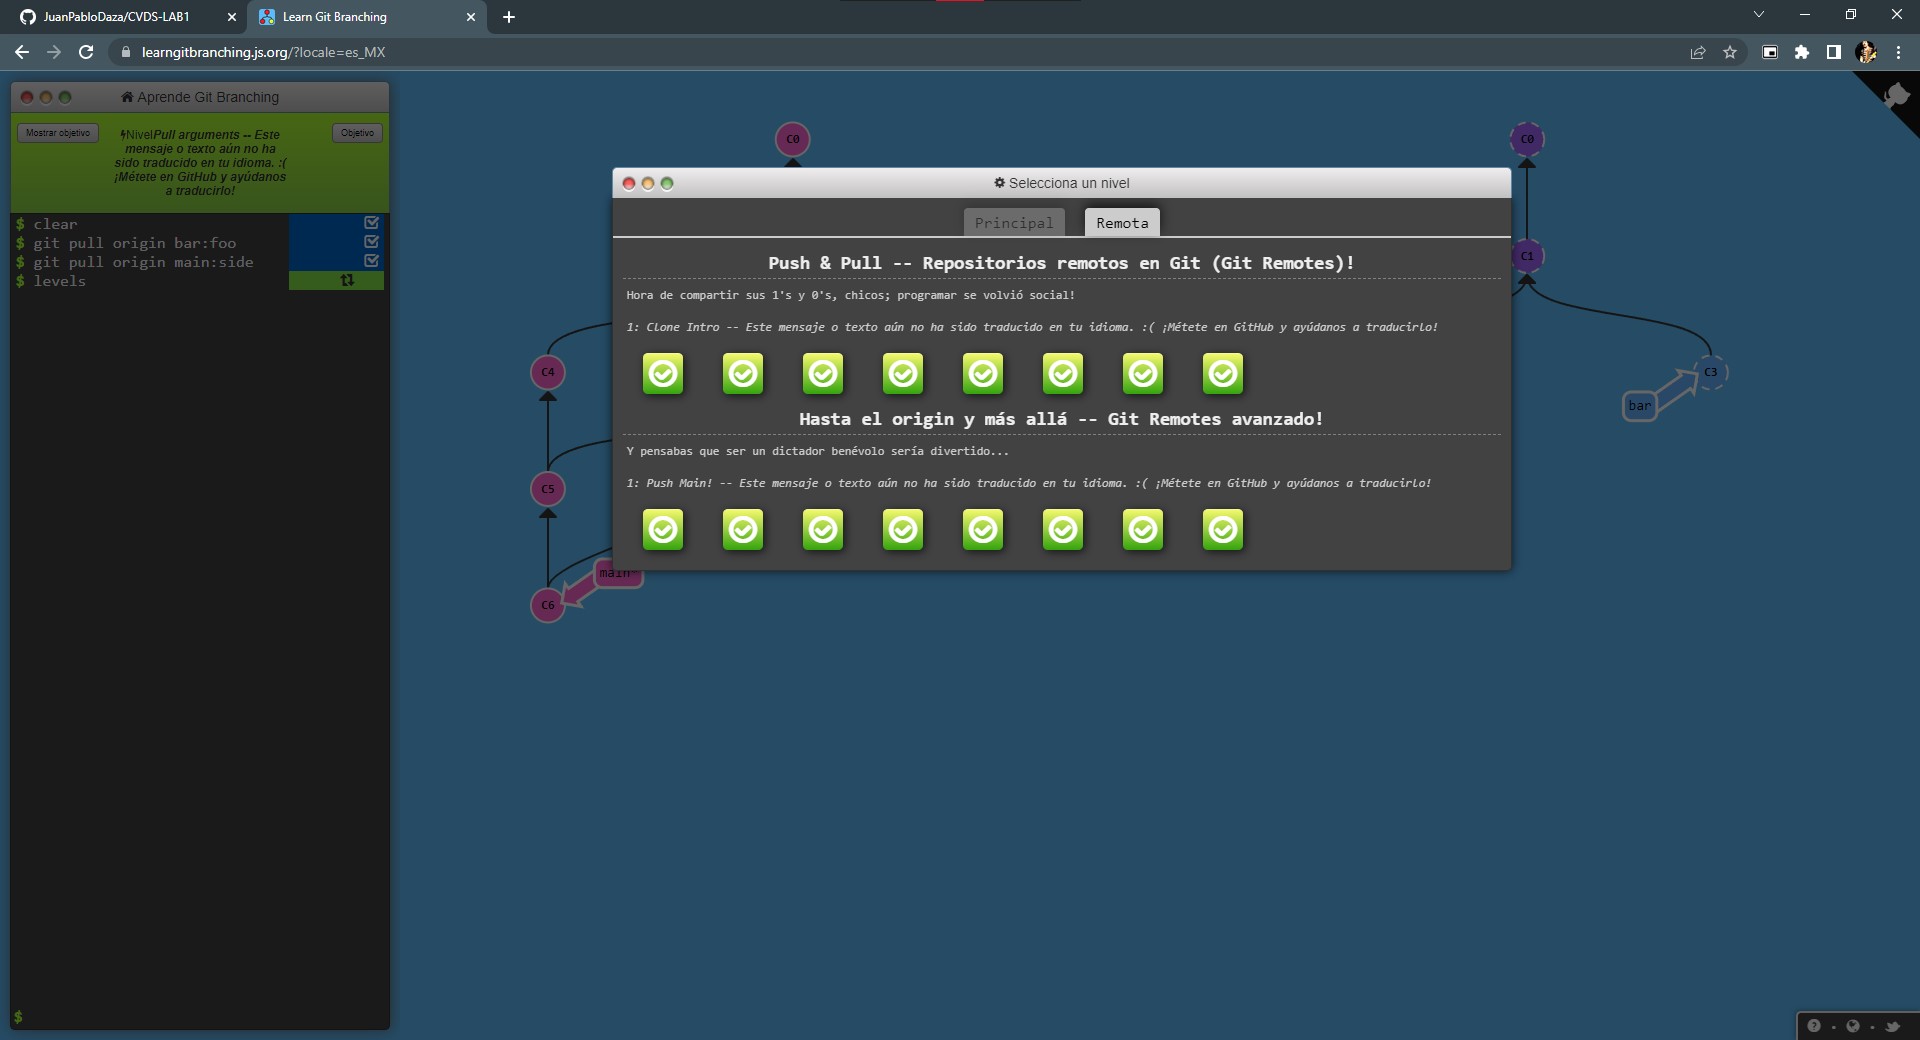 JuanPabloDaza/CVDS-LAB1
Learn Git Branching
learngitbranching.js.org/?locale=es_MX
Aprende Git Branching
Mostrar objetivo
NivelPull arguments -- Este
mensaje o texto aún no ha
sido traducido en tu idioma. :(
¡Métete en GitHub y ayúdanos
a traducirlo!
Objetivo
$ clear
$ git pull origin bar:foo
$ git pull origin main:side
$ levels
$
C0
C4
C5
C6
main*
Selecciona un nivel
Principal
Remota
Push & Pull -- Repositorios remotos en Git (Git Remotes)!
Hora de compartir sus 1's y 0's, chicos; programar se volvió social!
1: Clone Intro -- Este mensaje o texto aún no ha sido traducido en tu idioma. :( ¡Métete en GitHub y ayúdanos a traducirlo!
Hasta el origin y más allá -- Git Remotes avanzado!
Y pensabas que ser un dictador benévolo sería divertido...
1: Push Main! -- Este mensaje o texto aún no ha sido traducido en tu idioma. :( ¡Métete en GitHub y ayúdanos a traducirlo!
C0
C1
C3
bar